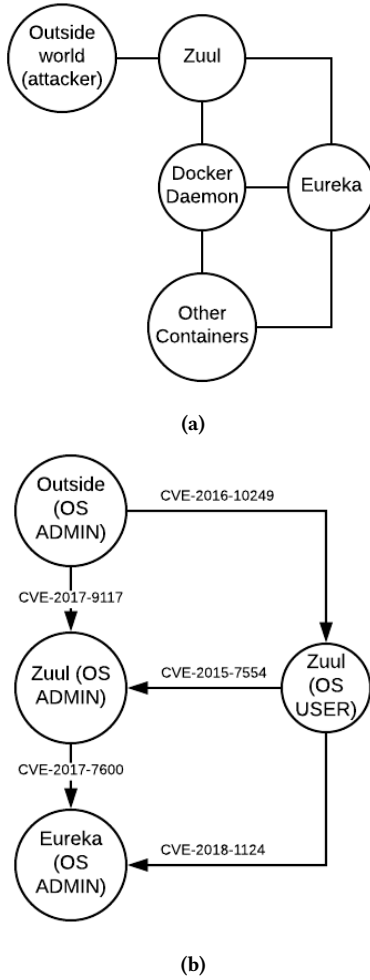 Outside
world
(attacker)
Zuul
Docker
Daemon
Eureka
Other
Containers
(a)
Outside
(OS
ADMIN)
CVE-2016-10249
CVE-2017-9117
Zuul (OS
ADMIN)
CVE-2015-7554
Zuul
(OS
USER)
CVE-2017-7600
Eureka
(OS
ADMIN)
CVE-2018-1124
(b)